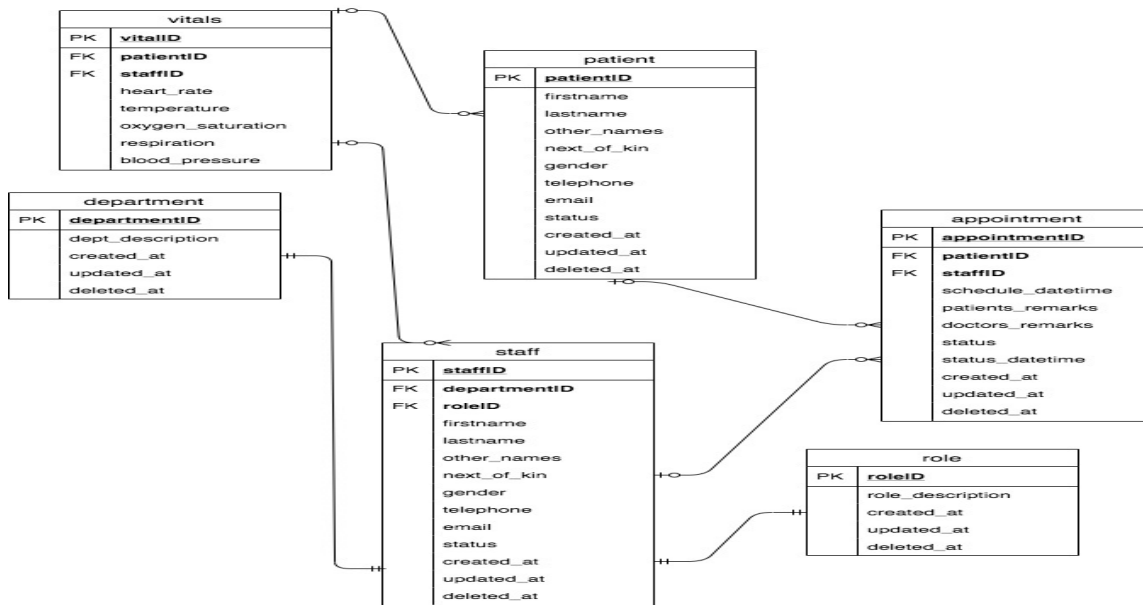 vitals
PK vitalID
FK patientID
FK staffID
heart_rate
temperature
oxygen_saturation
respiration
blood_pressure
patient
PK patientID
firstname
lastname
other_names
next_of_kin
gender
telephone
email
status
created_at
updated_at
deleted_at
department
PK departmentID
dept_description
created_at
updated_at
deleted_at
appointment
PK appointmentID
FK patientID
FK staffID
schedule_datetime
patients_remarks
doctors_remarks
status
status_datetime
created_at
updated_at
deleted_at
staff
PK staffID
FK departmentID
FK roleID
firstname
lastname
other_names
next_of_kin
gender
telephone
email
status
created_at
updated_at
deleted_at
role
PK roleID
role_description
created_at
updated_at
deleted_at